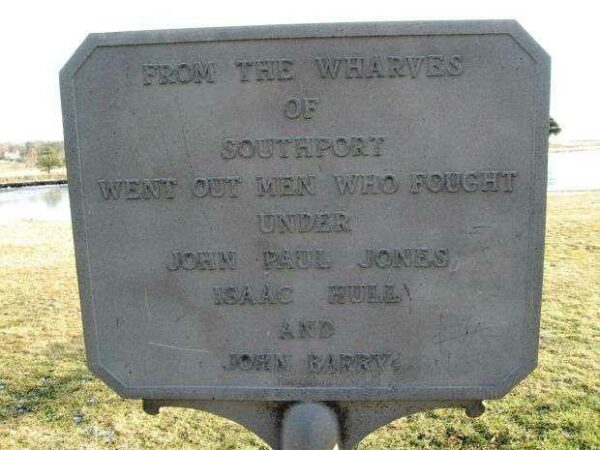 FROM THE WHARVES
OF
SOUTHPORT
WENT OUT MEN WHO FOUGHT
UNDER
JOHN PAUL JONES
ISAAC HULL
AND
JOHN BARRY